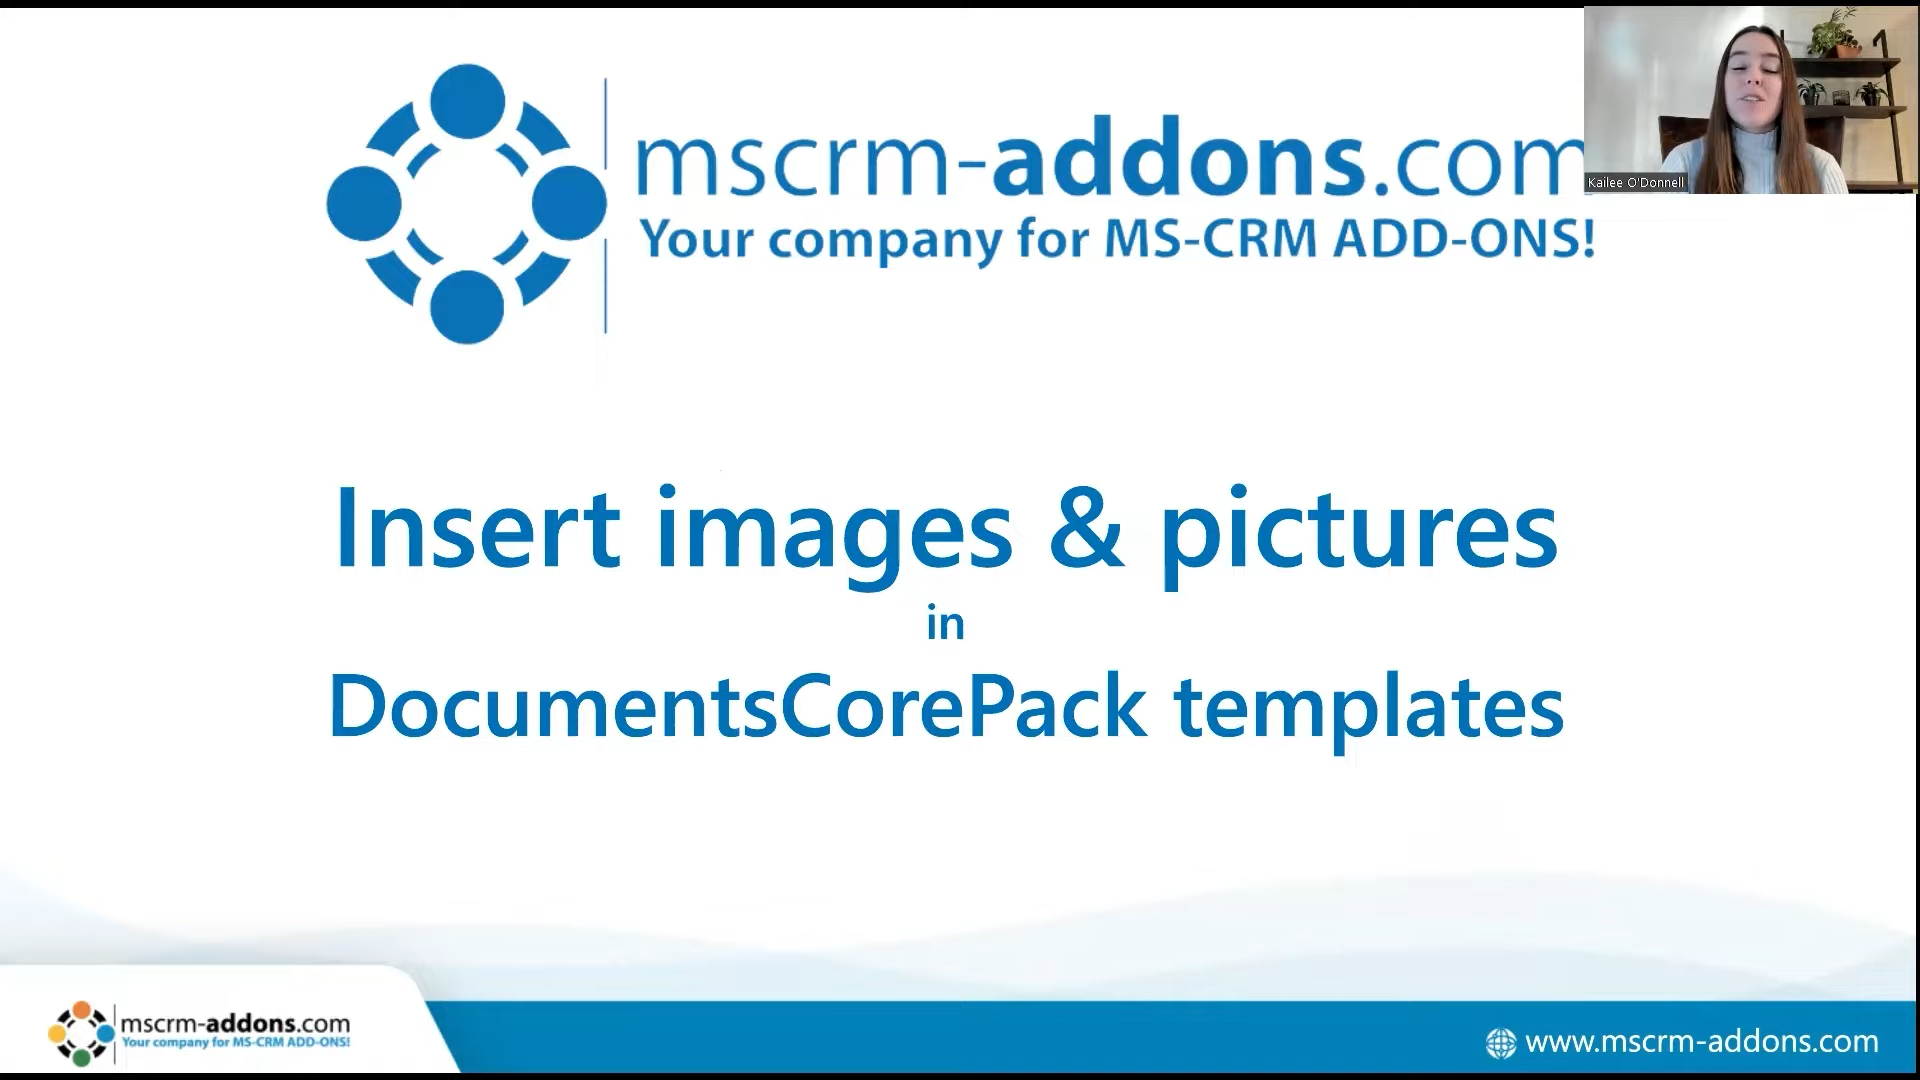 mscrm-addons.com
Your company for MS-CRM ADD-ONS!
Kailee O'Donnell
Insert images & pictures
in
DocumentsCorePack templates
mscrm-addons.com
Your company for MS-CRM ADD-ONS!
www.mscrm-addons.com